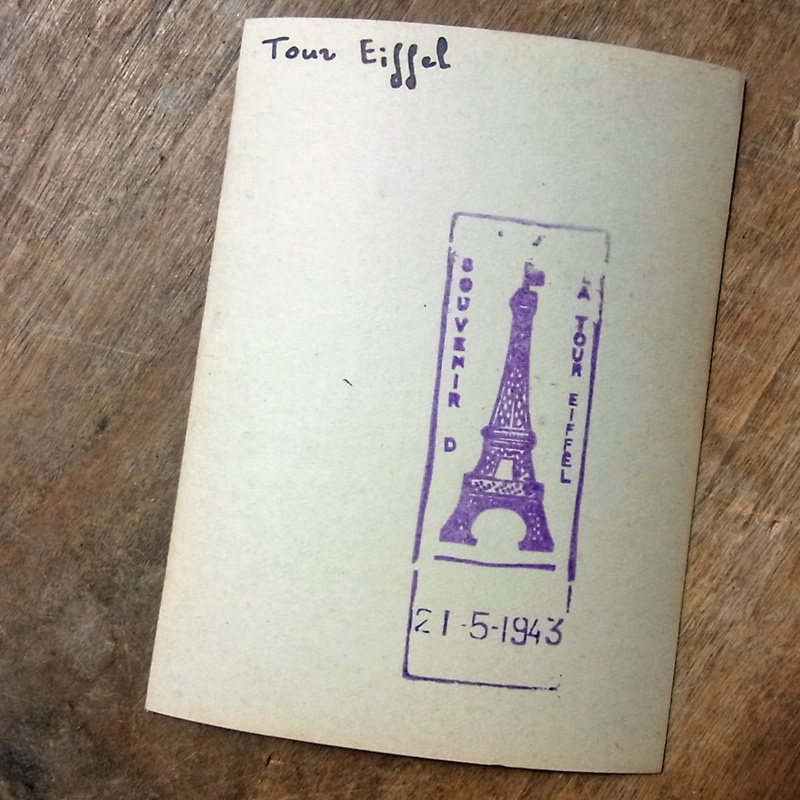 Tour Eiffel
SOUVENIR D
LA TOUR EIFFEL
21-5-1943